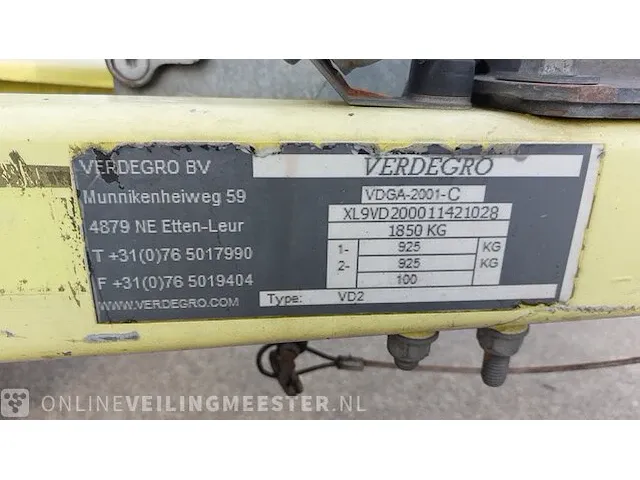 VERDEGRO BV
Munnikenheiweg 59
4879 NE Etten-Leur
T +31(0)76 5017990
F +31(0)76 5019404
WWW.VERDEGRO.COM
VERDEGRO
VDGA-2001-C
XL9VD200011421028
1850 KG
1- 925 KG
2- 925 KG
100
Type: VD2
ONLINEVEILINGMEESTER.NL